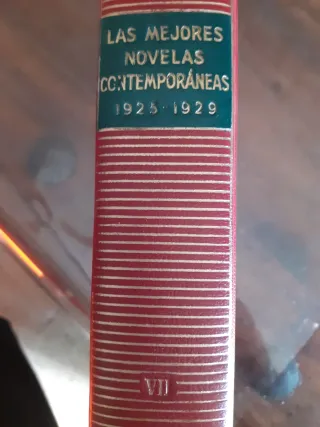 LAS MEJORES
NOVELAS
CONTEMPORÁNEAS
1925-1929
VII